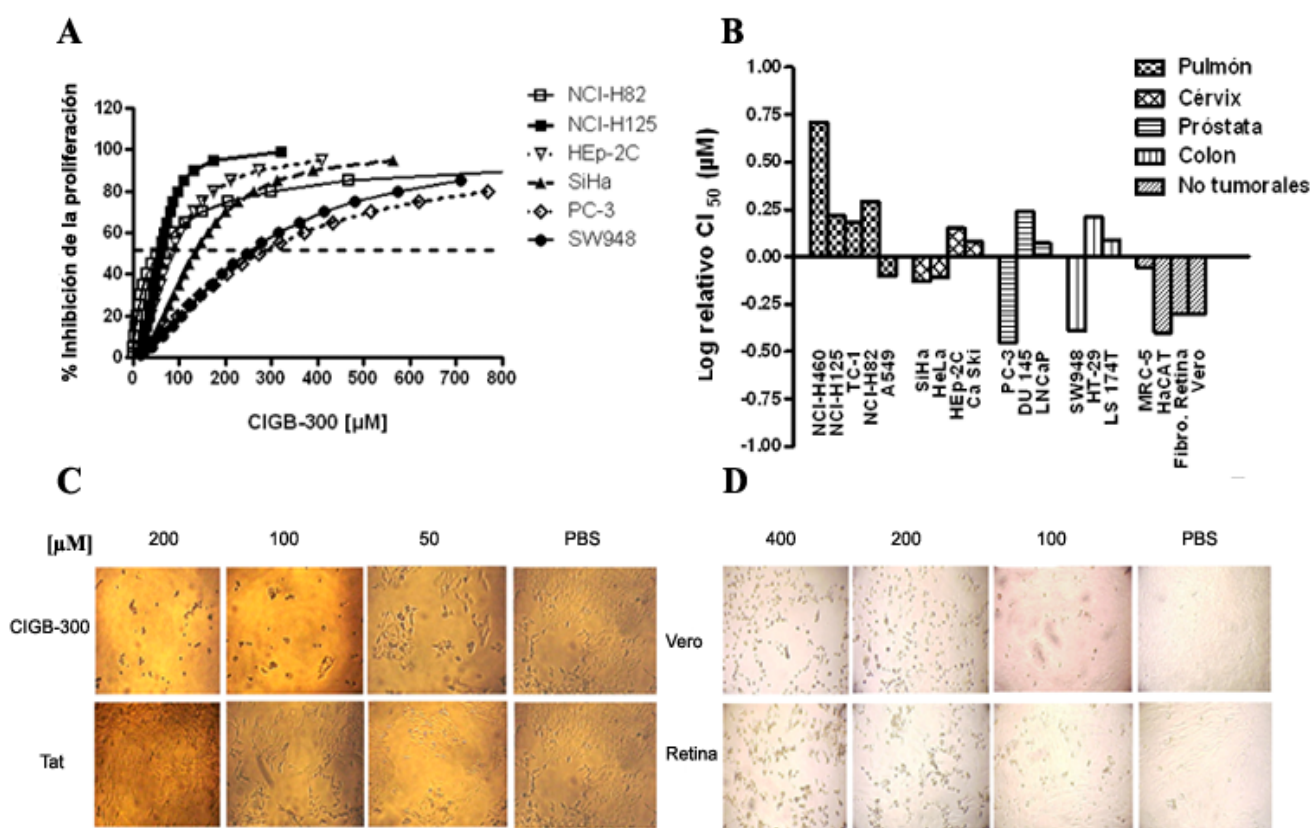 A
% Inhibición de la proliferación
120
100
80
60
40
20
0
0 100 200 300 400 500 600 700 800
CIGB-300 [µM]
NCI-H82
NCI-H125
HEp-2C
SiHa
PC-3
SW948
B
Log relativo CI 50 (µM)
1.00
0.75
0.50
0.25
0.00
-0.25
-0.50
-0.75
-1.00
Pulmón
Cérvix
Próstata
Colon
No tumorales
NCI-H460
NCI-H125
TC-1
NCI-H82
A549
SiHa
HeLa
HEp-2C
Ca Ski
PC-3
DU 145
LNCaP
SW948
HT-29
LS 174T
MRC-5
HaCAT
Fibro. Retina
Vero
C
[µM] 200 100 50 PBS
CIGB-300
Tat
D
400 200 100 PBS
Vero
Retina